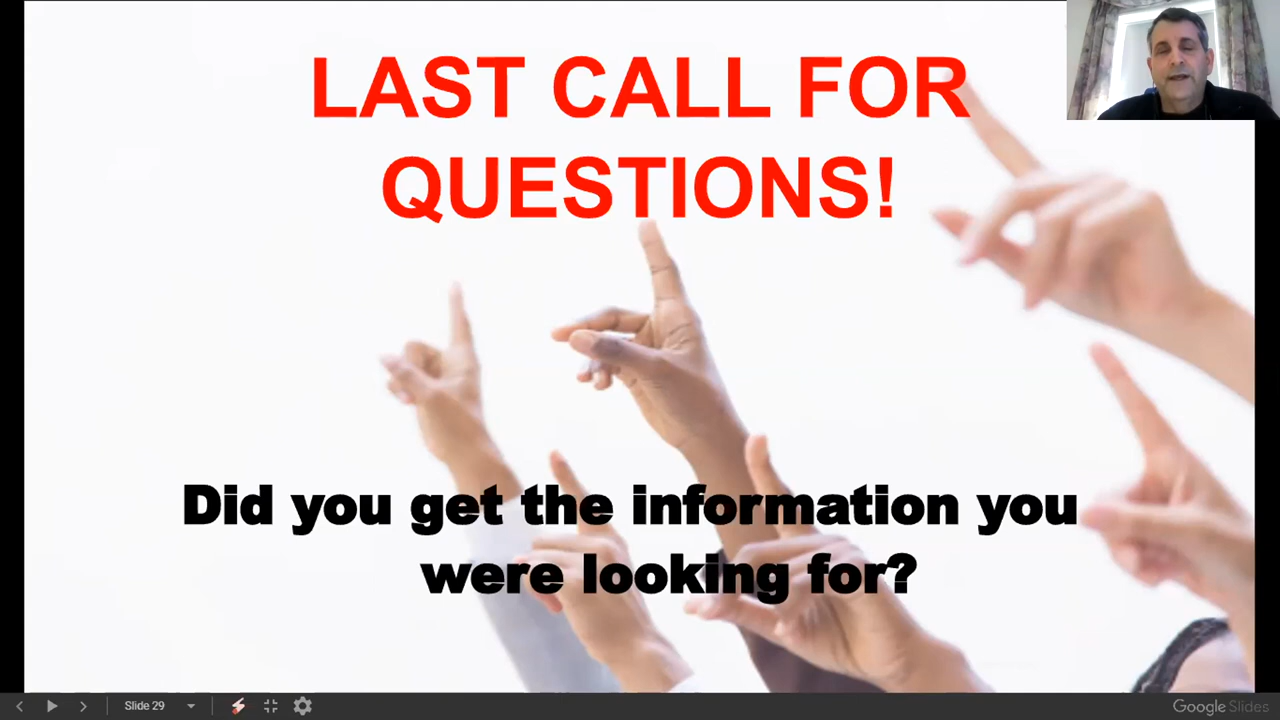 LAST CALL FOR
QUESTIONS!
Did you get the information you
were looking for?
Slide 29
Google Slides